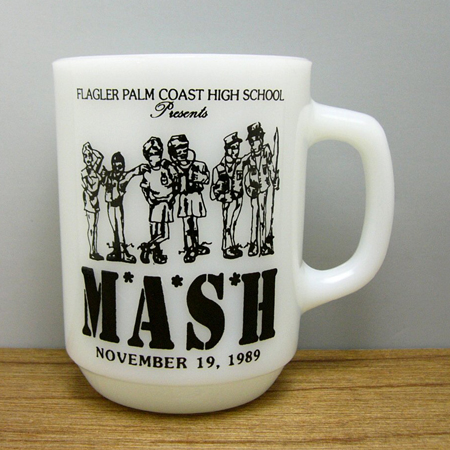 FLAGLER PALM COAST HIGH SCHOOL
Presents
M*A*S*H
NOVEMBER 19, 1989